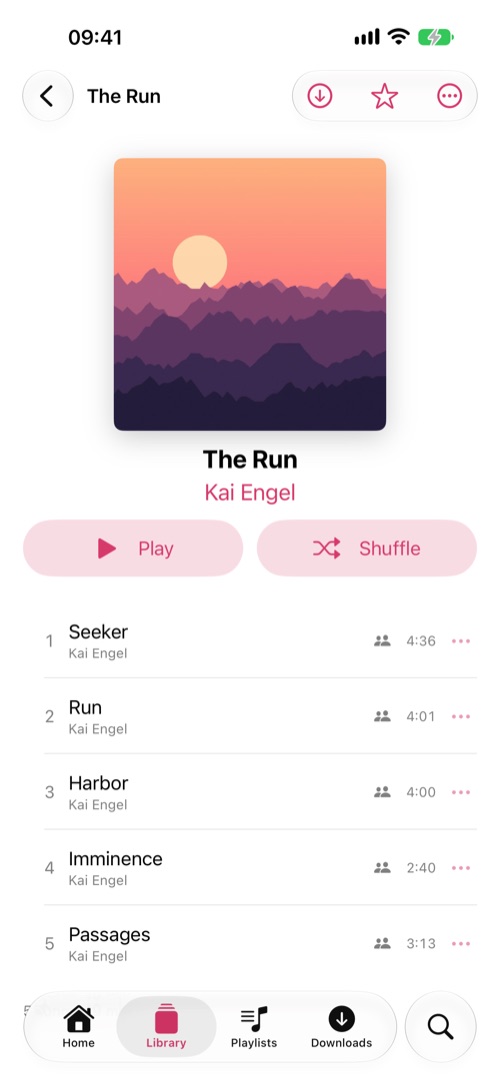 09:41
The Run
The Run
Kai Engel
Play
Shuffle
1 Seeker 4:36
Kai Engel
2 Run 4:01
Kai Engel
3 Harbor 4:00
Kai Engel
4 Imminence 2:40
Kai Engel
5 Passages 3:13
Kai Engel
Home
Library
Playlists
Downloads